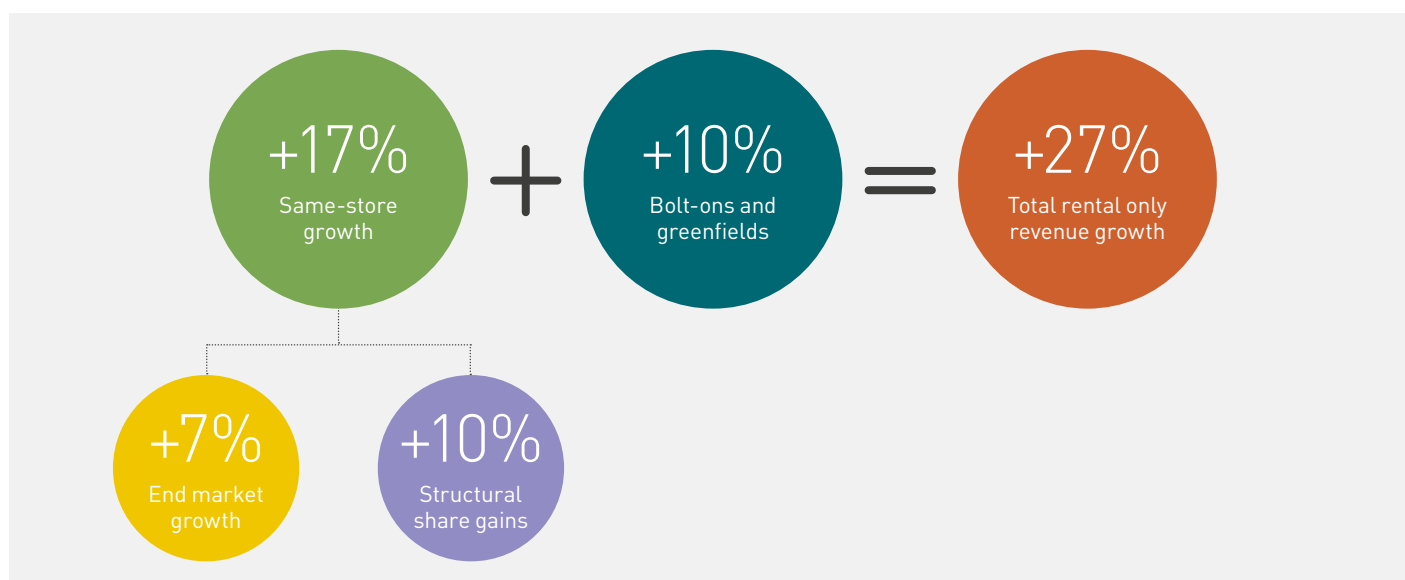 +17%
Same-store
growth
+
+10%
Bolt-ons and
greenfields
=
+27%
Total rental only
revenue growth
+7%
End market
growth
+10%
Structural
share gains